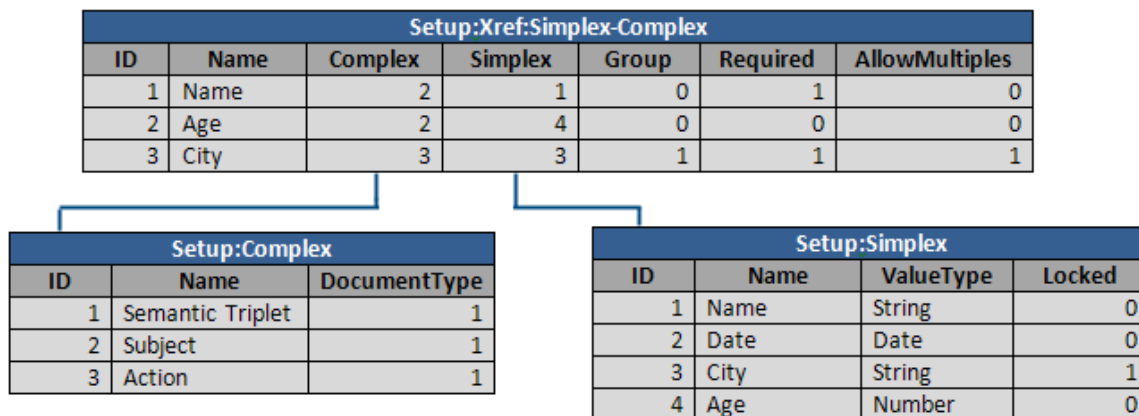 Setup:Xref:Simplex-Complex
ID Name Complex Simplex Group Required AllowMultiples
1 Name 2 1 0 1 0
2 Age 2 4 0 0 0
3 City 3 3 1 1 1
Setup:Complex
ID Name DocumentType
1 Semantic Triplet 1
2 Subject 1
3 Action 1
Setup:Simplex
ID Name ValueType Locked
1 Name String 0
2 Date Date 0
3 City String 1
4 Age Number 0